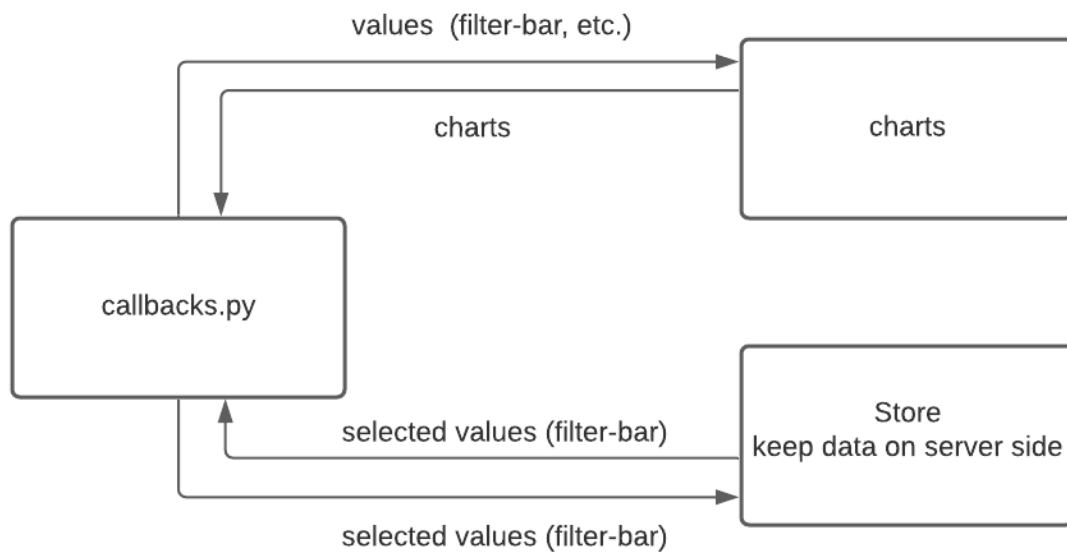 values (filter-bar, etc.)
charts
charts
callbacks.py
selected values (filter-bar)
Store
keep data on server side
selected values (filter-bar)